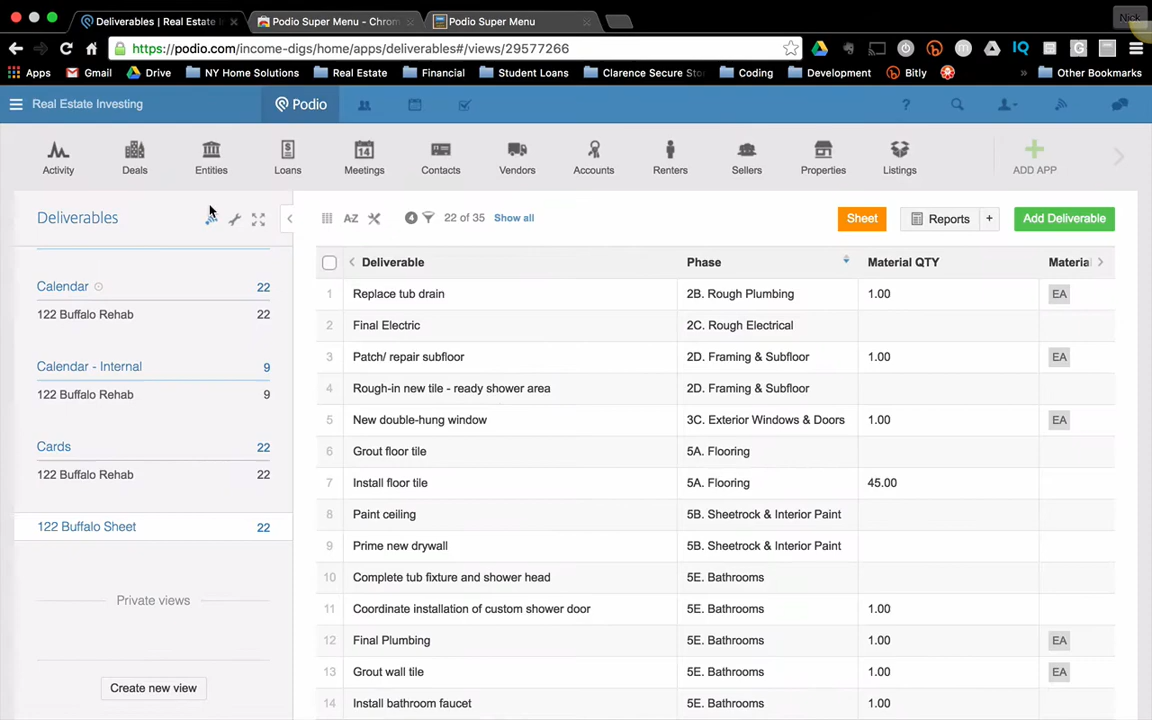 Deliverables | Real Estate In
Podio Super Menu - Chrom
Podio Super Menu
Nick
https://podio.com/income-digs/home/apps/deliverables#/views/29577266
Apps Gmail Drive NY Home Solutions Real Estate Financial Student Loans Clarence Secure Stor Coding Development Bitly » Other Bookmarks
Real Estate Investing Podio ?
Activity Deals Entities Loans Meetings Contacts Vendors Accounts Renters Sellers Properties Listings ADD APP
Deliverables
AZ 4 22 of 35 Show all Sheet Reports + Add Deliverable
Calendar 22
122 Buffalo Rehab 22
Calendar - Internal 9
122 Buffalo Rehab 9
Cards 22
122 Buffalo Rehab 22
122 Buffalo Sheet 22
Private views
Create new view
Deliverable Phase Material QTY Materia
1 Replace tub drain 2B. Rough Plumbing 1.00 EA
2 Final Electric 2C. Rough Electrical
3 Patch/ repair subfloor 2D. Framing & Subfloor 1.00 EA
4 Rough-in new tile - ready shower area 2D. Framing & Subfloor
5 New double-hung window 3C. Exterior Windows & Doors 1.00 EA
6 Grout floor tile 5A. Flooring
7 Install floor tile 5A. Flooring 45.00
8 Paint ceiling 5B. Sheetrock & Interior Paint
9 Prime new drywall 5B. Sheetrock & Interior Paint
10 Complete tub fixture and shower head 5E. Bathrooms
11 Coordinate installation of custom shower door 5E. Bathrooms 1.00
12 Final Plumbing 5E. Bathrooms 1.00 EA
13 Grout wall tile 5E. Bathrooms 1.00 EA
14 Install bathroom faucet 5E. Bathrooms 1.00